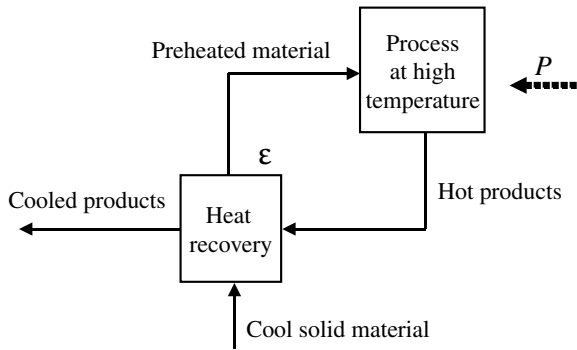 Preheated material
Process
at high
temperature
P
ε
Cooled products
Heat
recovery
Hot products
Cool solid material